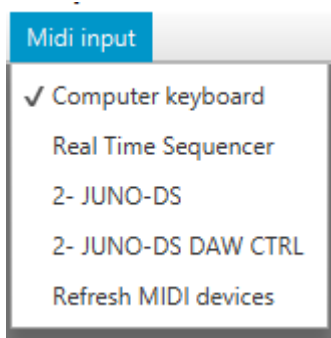 Midi input
✓ Computer keyboard
Real Time Sequencer
2- JUNO-DS
2- JUNO-DS DAW CTRL
Refresh MIDI devices